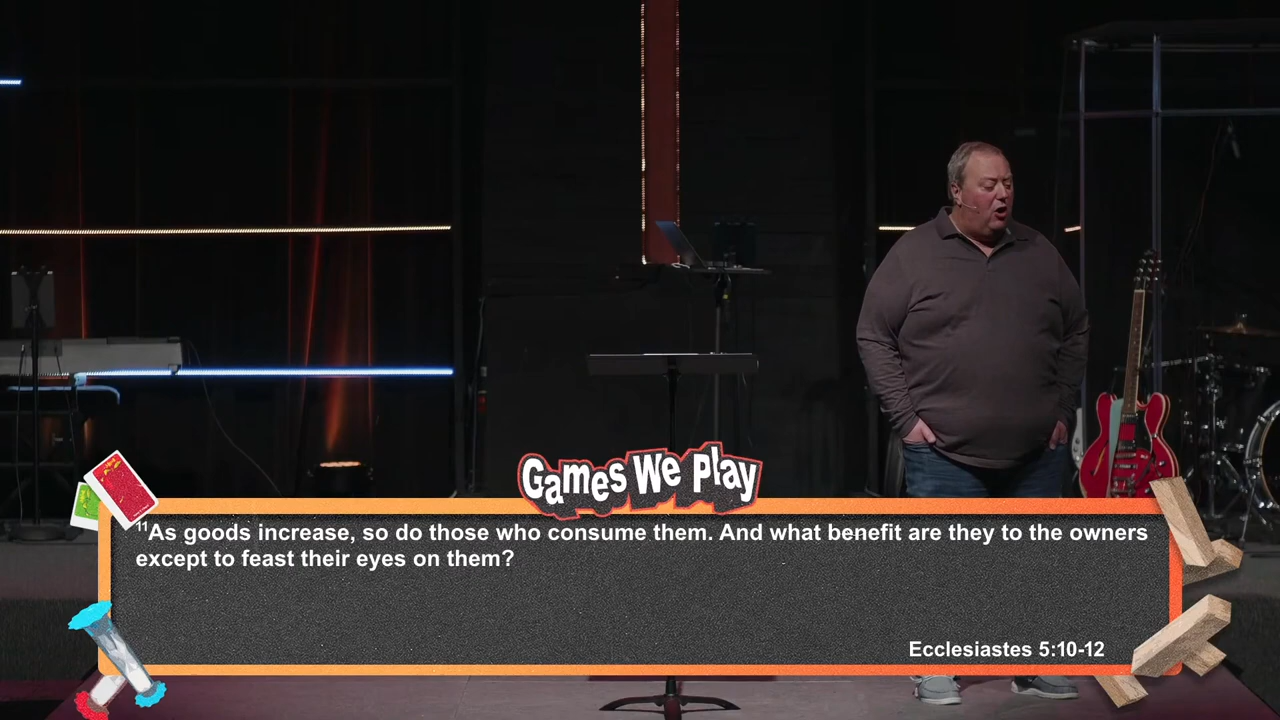 Games We Play
11As goods increase, so do those who consume them. And what benefit are they to the owners
except to feast their eyes on them?
Ecclesiastes 5:10-12